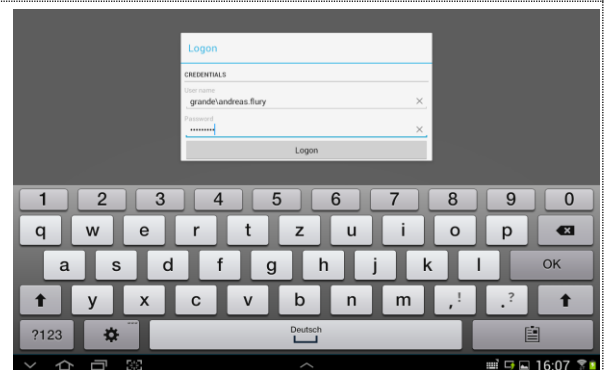 Logon
CREDENTIALS
User name
grande\andreas.flury
Password
•••••••••
Logon
1 2 3 4 5 6 7 8 9 0
q w e r t z u i o p
a s d f g h j k l OK
y x c v b n m ,! .?
?123 Deutsch
16:07